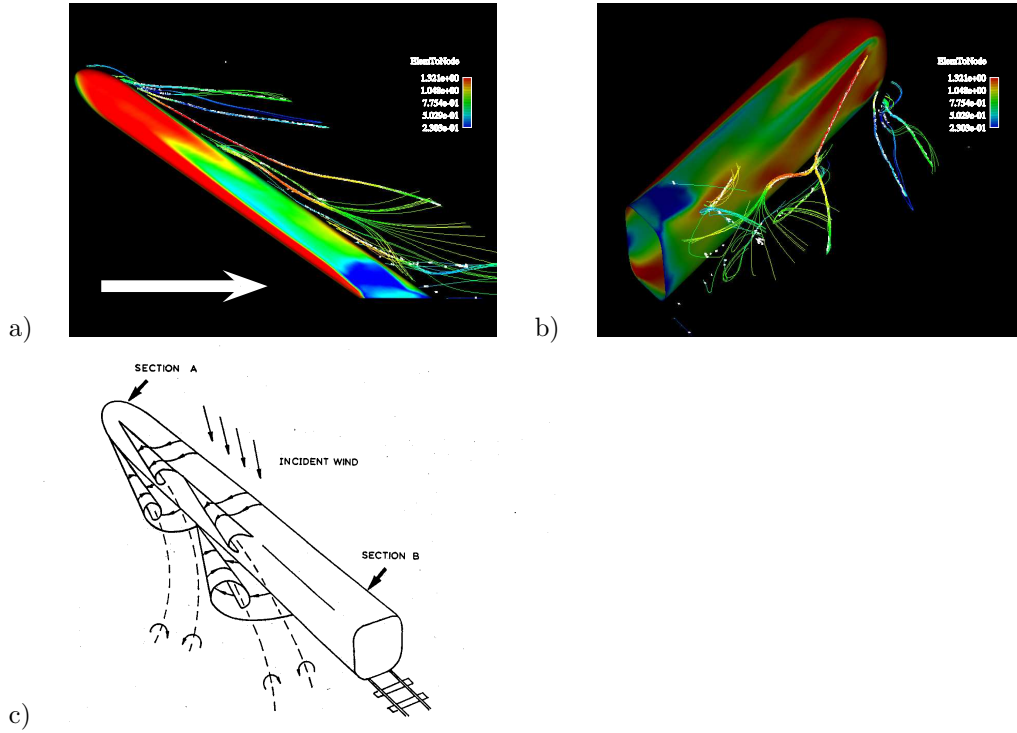 ElemToNode
1.321e+00
1.048e+00
7.754e-01
5.029e-01
2.303e-01
a)
ElemToNode
1.321e+00
1.048e+00
7.754e-01
5.029e-01
2.303e-01
b)
SECTION A
INCIDENT WIND
SECTION B
c)